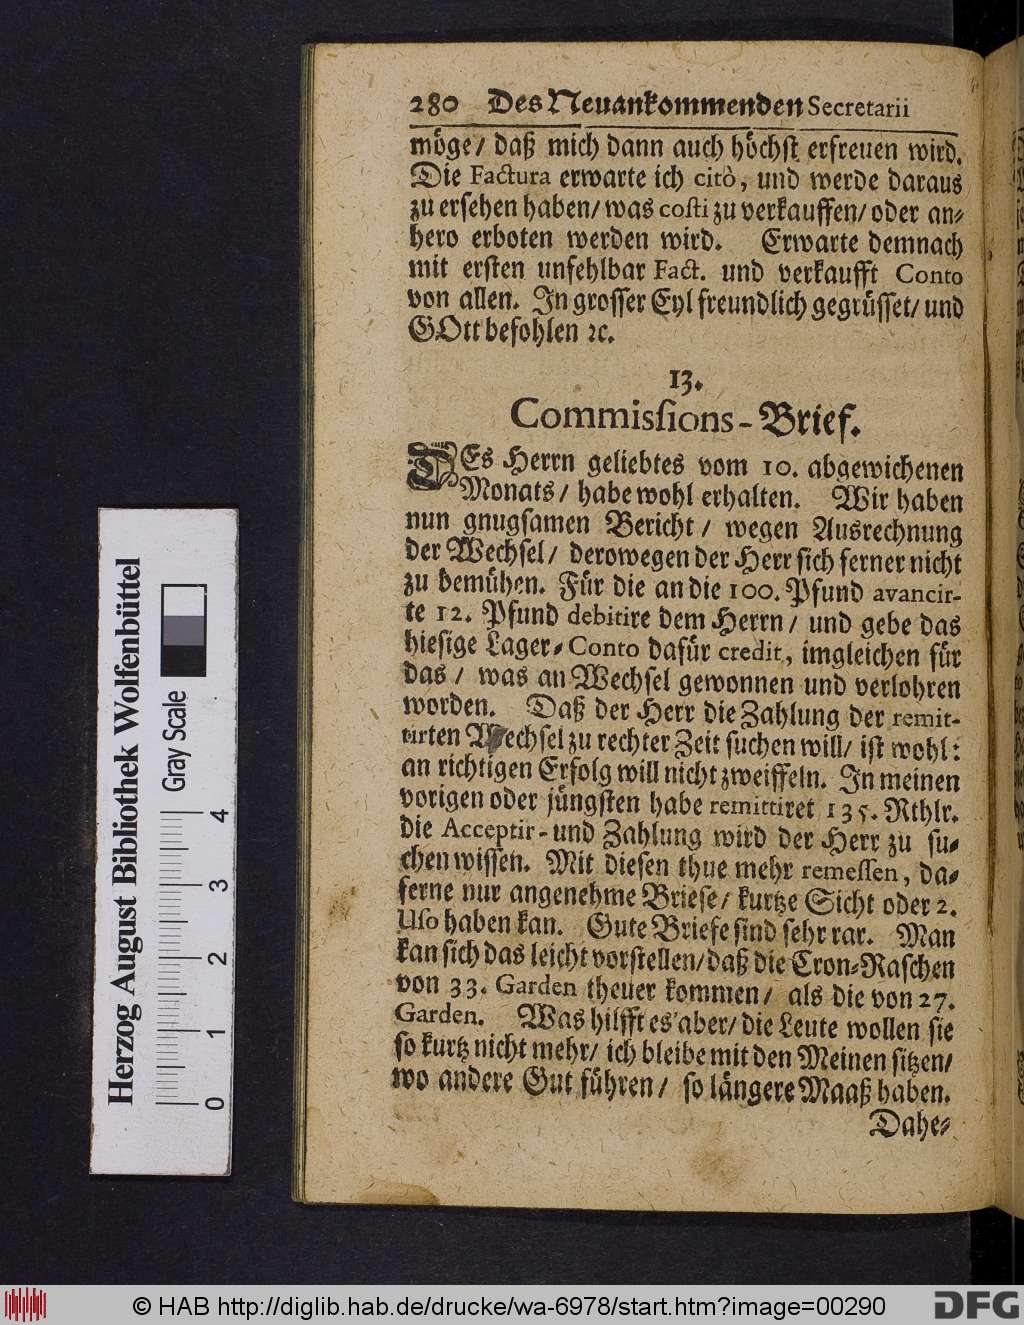 280 Des Neuankommenden Secretarii
möge/ daß mich dann auch höchst erfreuen wird.
Die Factura erwarte ich citò, und werde daraus
zu ersehen haben/ was costi zu verkauffen/ oder an-
hero erboten werden wird. Erwarte demnach
mit ersten unfehlbar Fact. und verkaufft Conto
von allen. In grosser Eyl freundlich gegrüsset/ und
GOtt befohlen ꝛc.
13.
Commissions-Brief.
DEs Herrn geliebtes vom 10. abgewichenen
Monats/ habe wohl erhalten. Wir haben
nun gnugsamen Bericht/ wegen Ausrechnung
der Wechsel/ derowegen der Herr sich ferner nicht
zu bemühen. Für die an die 100. Pfund avancir-
te 12. Pfund debitire dem Herrn/ und gebe das
hiesige Lager-Conto dafür credit, imgleichen für
das/ was an Wechsel gewonnen und verlohren
worden. Daß der Herr die Zahlung der remit-
tirten Wechsel zu rechter Zeit suchen will/ ist wohl:
an richtigen Erfolg will nicht zweiffeln. In meinen
vorigen oder jüngsten habe remittiret 135. Rthlr.
die Acceptir- und Zahlung wird der Herr zu su-
chen wissen. Mit diesen thue mehr remessen, da-
ferne nur angenehme Briefe/ kurtze Sicht oder 2.
Uso haben kan. Gute Briefe sind sehr rar. Man
kan sich das leicht vorstellen/ daß die Cron-Raschen
von 33. Garden theuer kommen/ als die von 27.
Garden. Was hilfft es aber/ die Leute wollen sie
so kurtz nicht mehr/ ich bleibe mit den Meinen sitzen/
wo andere Gut führen/ so längere Maaß haben.
Dahe-
Herzog August Bibliothek Wolfenbüttel
Gray Scale
0 1 2 3 4
© HAB http://diglib.hab.de/drucke/wa-6978/start.htm?image=00290
DFG